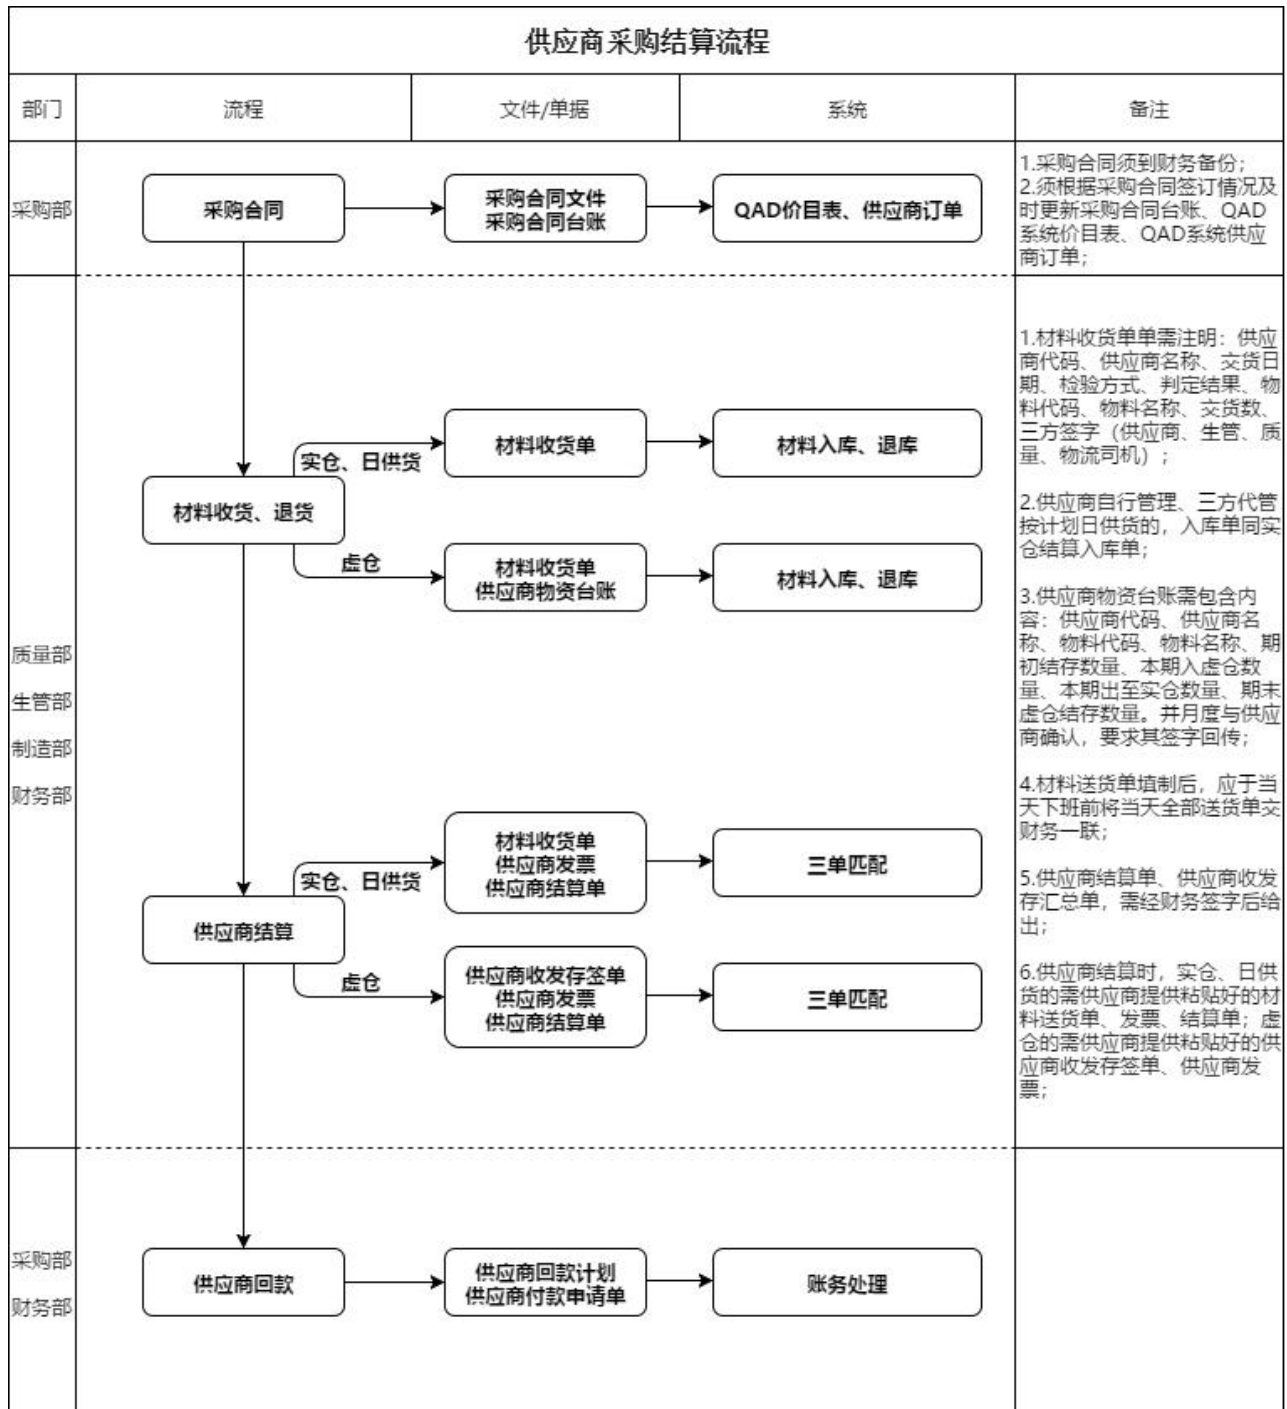 供应商采购结算流程
部门
流程
文件/单据
系统
备注
采购部
采购合同
采购合同文件
采购合同台账
QAD价目表、供应商订单
1.采购合同须到财务备份；
2.须根据采购合同签订情况及
时更新采购合同台账、QAD
系统价目表、QAD系统供应
商订单；
质量部
生管部
制造部
财务部
材料收货、退货
实仓、日供货
材料收货单
材料入库、退库
虚仓
材料收货单
供应商物资台账
材料入库、退库
供应商结算
实仓、日供货
材料收货单
供应商发票
供应商结算单
三单匹配
虚仓
供应商收发存签单
供应商发票
供应商结算单
三单匹配
1.材料收货单单需注明：供应
商代码、供应商名称、交货日
期、检验方式、判定结果、物
料代码、物料名称、交货数、
三方签字（供应商、生管、质
量、物流司机）；
2.供应商自行管理、三方代管
按计划日供货的，入库单同实
仓结算入库单；
3.供应商物资台账需包含内
容：供应商代码、供应商名
称、物料代码、物料名称、期
初结存数量、本期入虚仓数
量、本期出至实仓数量、期末
虚仓结存数量。并月度与供应
商确认，要求其签字回传；
4.材料送货单填制后，应于当
天下班前将当天全部送货单交
财务一联；
5.供应商结算单、供应商收发
存汇总单，需经财务签字后给
出；
6.供应商结算时，实仓、日供
货的需供应商提供粘贴好的材
料送货单、发票、结算单；虚
仓的需供应商提供粘贴好的供
应商收发存签单、供应商发
票；
采购部
财务部
供应商回款
供应商回款计划
供应商付款申请单
账务处理